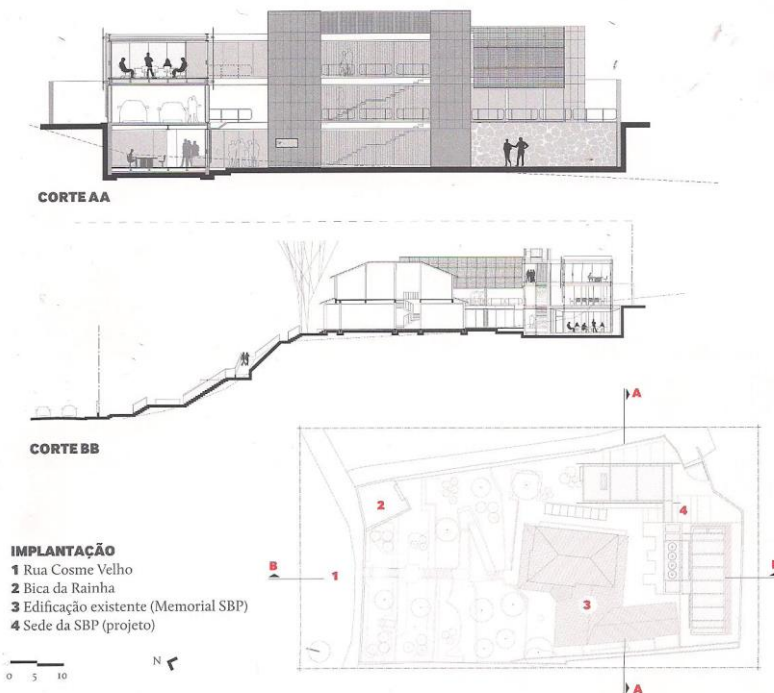 CORTE AA
CORTE BB
A
2
4
B
1
3
A
IMPLANTAÇÃO
1 Rua Cosme Velho
2 Bica da Rainha
3 Edificação existente (Memorial SBP)
4 Sede da SBP (projeto)
0 5 10
N